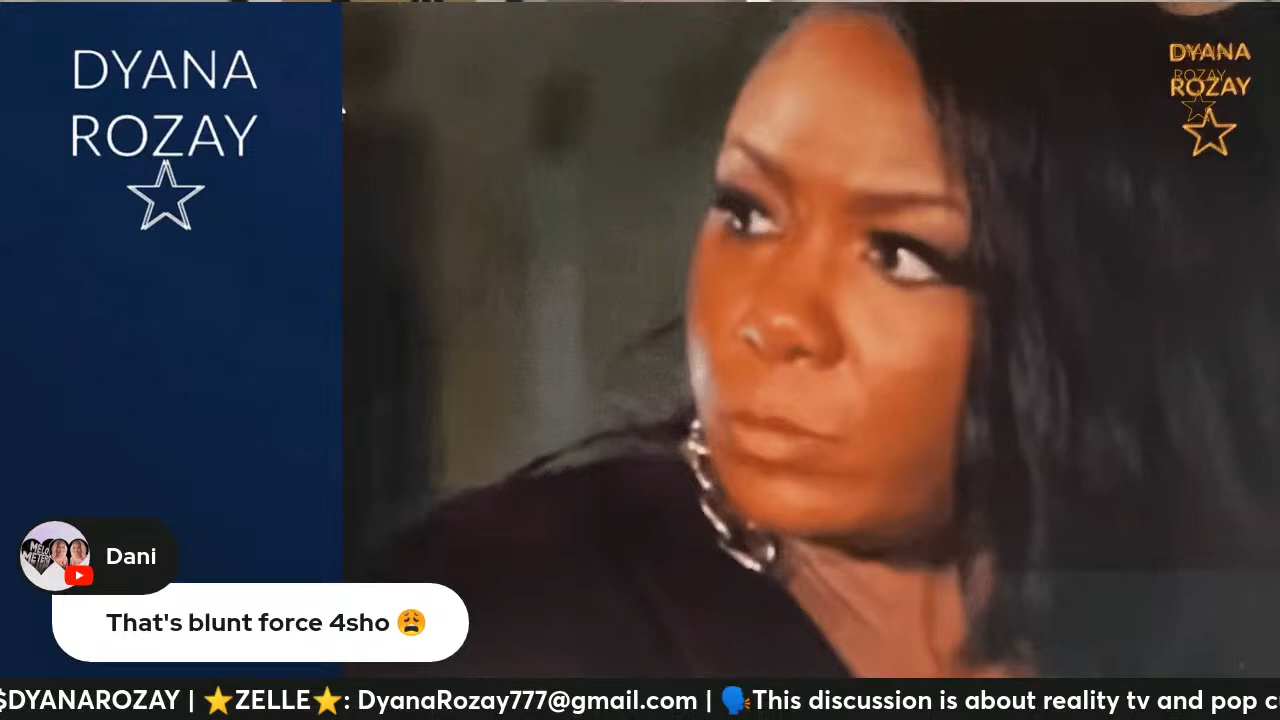 DYANA
ROZAY
DYANA
ROZAY
ROZAY
Dani
That's blunt force 4sho 😩
$DYANAROZAY | ⭐ZELLE⭐: DyanaRozay777@gmail.com | 🗣️This discussion is about reality tv and pop c